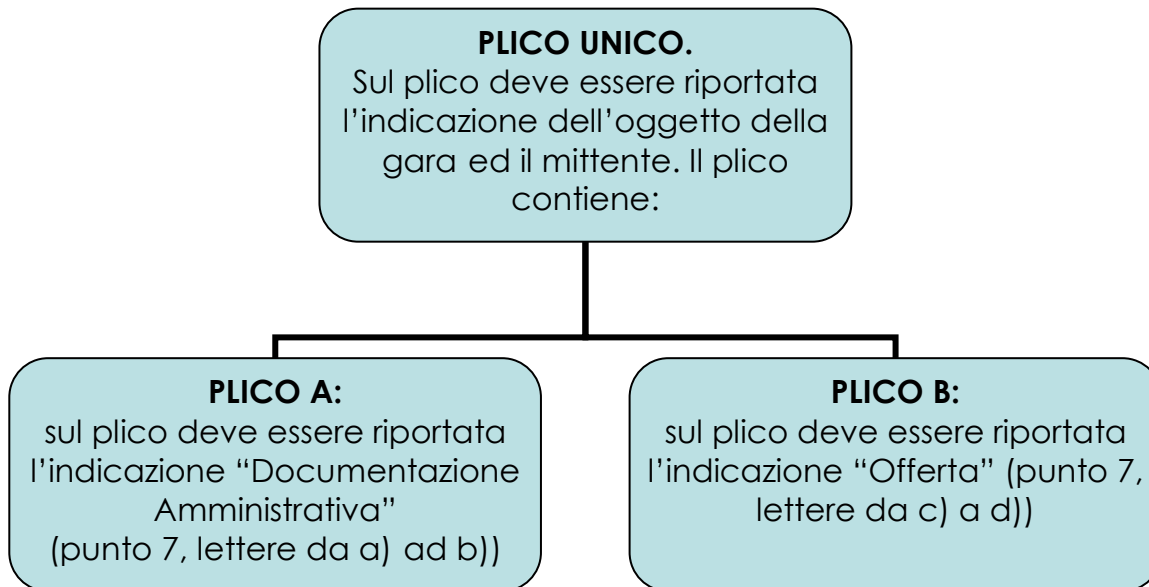 PLICO UNICO.
Sul plico deve essere riportata
l’indicazione dell’oggetto della
gara ed il mittente. Il plico
contiene:
PLICO A:
sul plico deve essere riportata
l’indicazione “Documentazione
Amministrativa”
(punto 7, lettere da a) ad b))
PLICO B:
sul plico deve essere riportata
l’indicazione “Offerta” (punto 7,
lettere da c) a d))